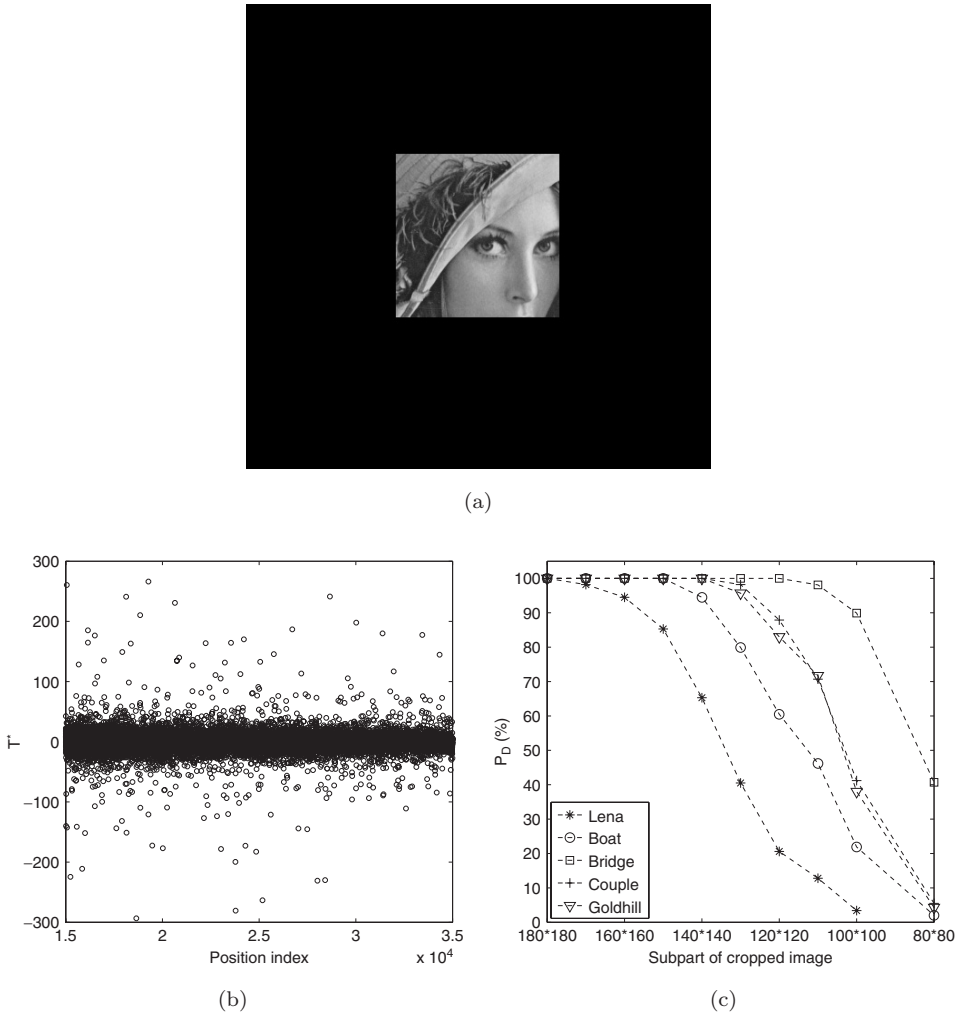 (a)
300
200
100
0
−100
−200
−300
T*
1.5
2
2.5
3
3.5
Position index
x 10⁴
(b)
100
90
80
70
60
50
40
30
20
10
0
P_D (%)
Lena
Boat
Bridge
Couple
Goldhill
180*180
160*160
140*140
120*120
100*100
80*80
Subpart of cropped image
(c)